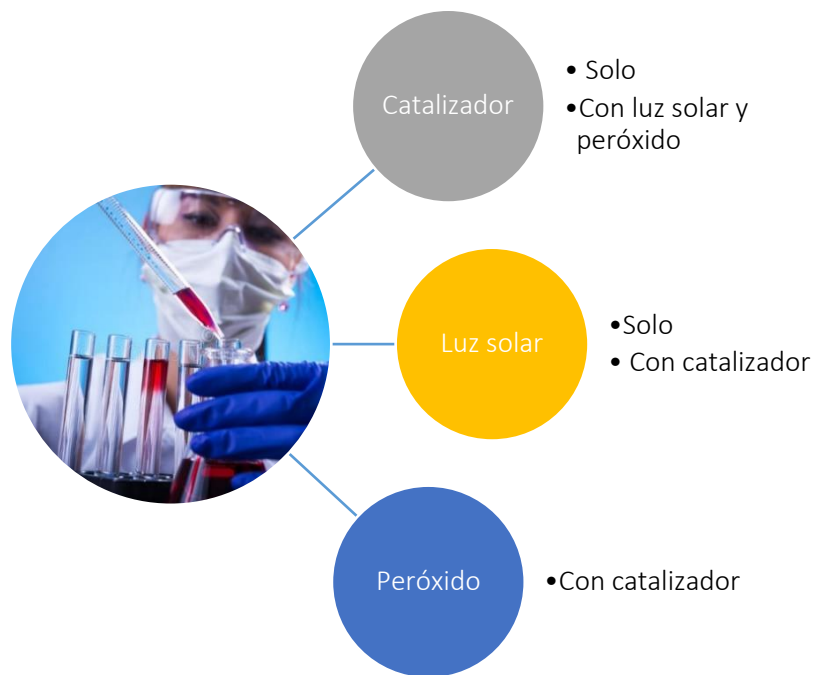 Catalizador
• Solo
•Con luz solar y
peróxido
Luz solar
•Solo
• Con catalizador
Peróxido
•Con catalizador